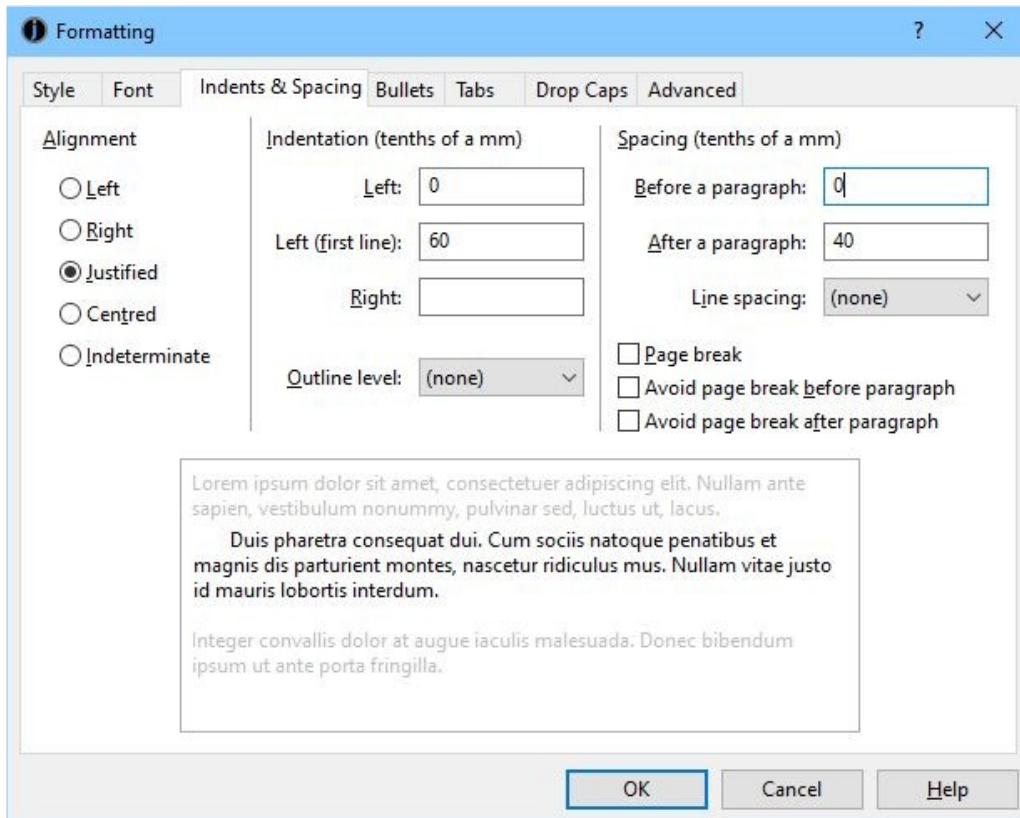 Formatting
?
Style Font Indents & Spacing Bullets Tabs Drop Caps Advanced
Alignment
Left
Right
Justified
Centred
Indeterminate
Indentation (tenths of a mm)
Left: 0
Left (first line): 60
Right:
Outline level: (none)
Spacing (tenths of a mm)
Before a paragraph: 0
After a paragraph: 40
Line spacing: (none)
Page break
Avoid page break before paragraph
Avoid page break after paragraph
Lorem ipsum dolor sit amet, consectetuer adipiscing elit. Nullam ante
sapien, vestibulum nonummy, pulvinar sed, luctus ut, lacus.
Duis pharetra consequat dui. Cum sociis natoque penatibus et
magnis dis parturient montes, nascetur ridiculus mus. Nullam vitae justo
id mauris lobortis interdum.
Integer convallis dolor at augue iaculis malesuada. Donec bibendum
ipsum ut ante porta fringilla.
OK Cancel Help